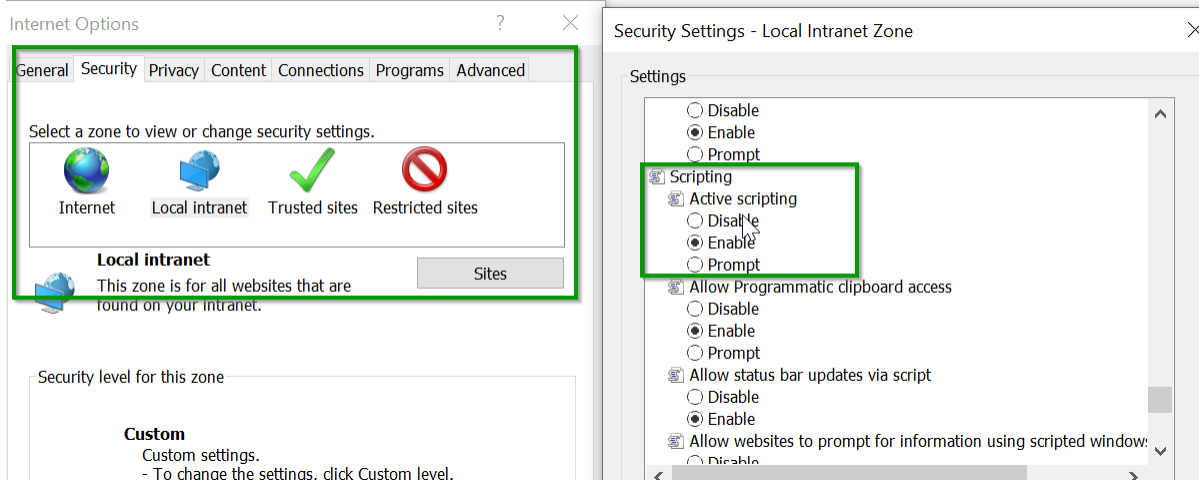 Internet Options
?
General Security Privacy Content Connections Programs Advanced
Select a zone to view or change security settings.
Internet Local intranet Trusted sites Restricted sites
Local intranet
This zone is for all websites that are
found on your intranet.
Sites
Security level for this zone
Custom
Custom settings.
- To change the settings, click Custom level.
Security Settings - Local Intranet Zone
Settings
Disable
Enable
Prompt
Scripting
Active scripting
Disable
Enable
Prompt
Allow Programmatic clipboard access
Disable
Enable
Prompt
Allow status bar updates via script
Disable
Enable
Allow websites to prompt for information using scripted windows
Disable